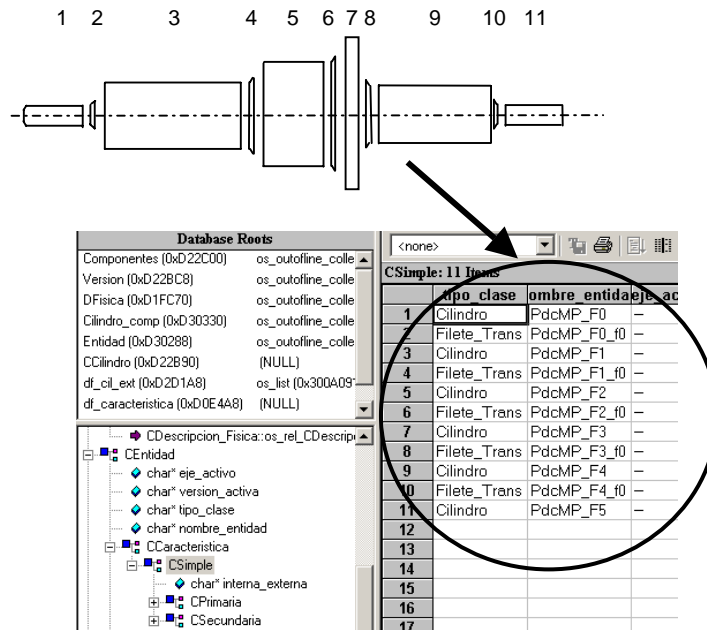 1 2 3 4 5 6 7 8 9 10 11
Database Roots
Componentes (0xD22C00) os_outofline_colle
Version (0xD22BC8) os_outofline_colle
DFisica (0xD1FC70) os_outofline_colle
Cilindro_comp (0xD30330) os_outofline_colle
Entidad (0xD30288) os_outofline_colle
CCilindro (0xD22B90) (NULL)
df_cil_ext (0xD2D1A8) os_list (0x300A09
df_caracteristica (0xD0E4A8) (NULL)
CDescripcion_Fisica::os_rel_CDescrip
CEntidad
char* eje_activo
char* version_activa
char* tipo_clase
char* nombre_entidad
CCaracteristica
CSimple
char* interna_externa
CPrimaria
CSecundaria
<none>
CSimple: 11 Items
tipo_clase ombre_entida eje_ac
1 Cilindro PdcMP_F0 –
2 Filete_Trans PdcMP_F0_f0 –
3 Cilindro PdcMP_F1 –
4 Filete_Trans PdcMP_F1_f0 –
5 Cilindro PdcMP_F2 –
6 Filete_Trans PdcMP_F2_f0 –
7 Cilindro PdcMP_F3 –
8 Filete_Trans PdcMP_F3_f0 –
9 Cilindro PdcMP_F4 –
10 Filete_Trans PdcMP_F4_f0 –
11 Cilindro PdcMP_F5 –
12
13
14
15
16
17